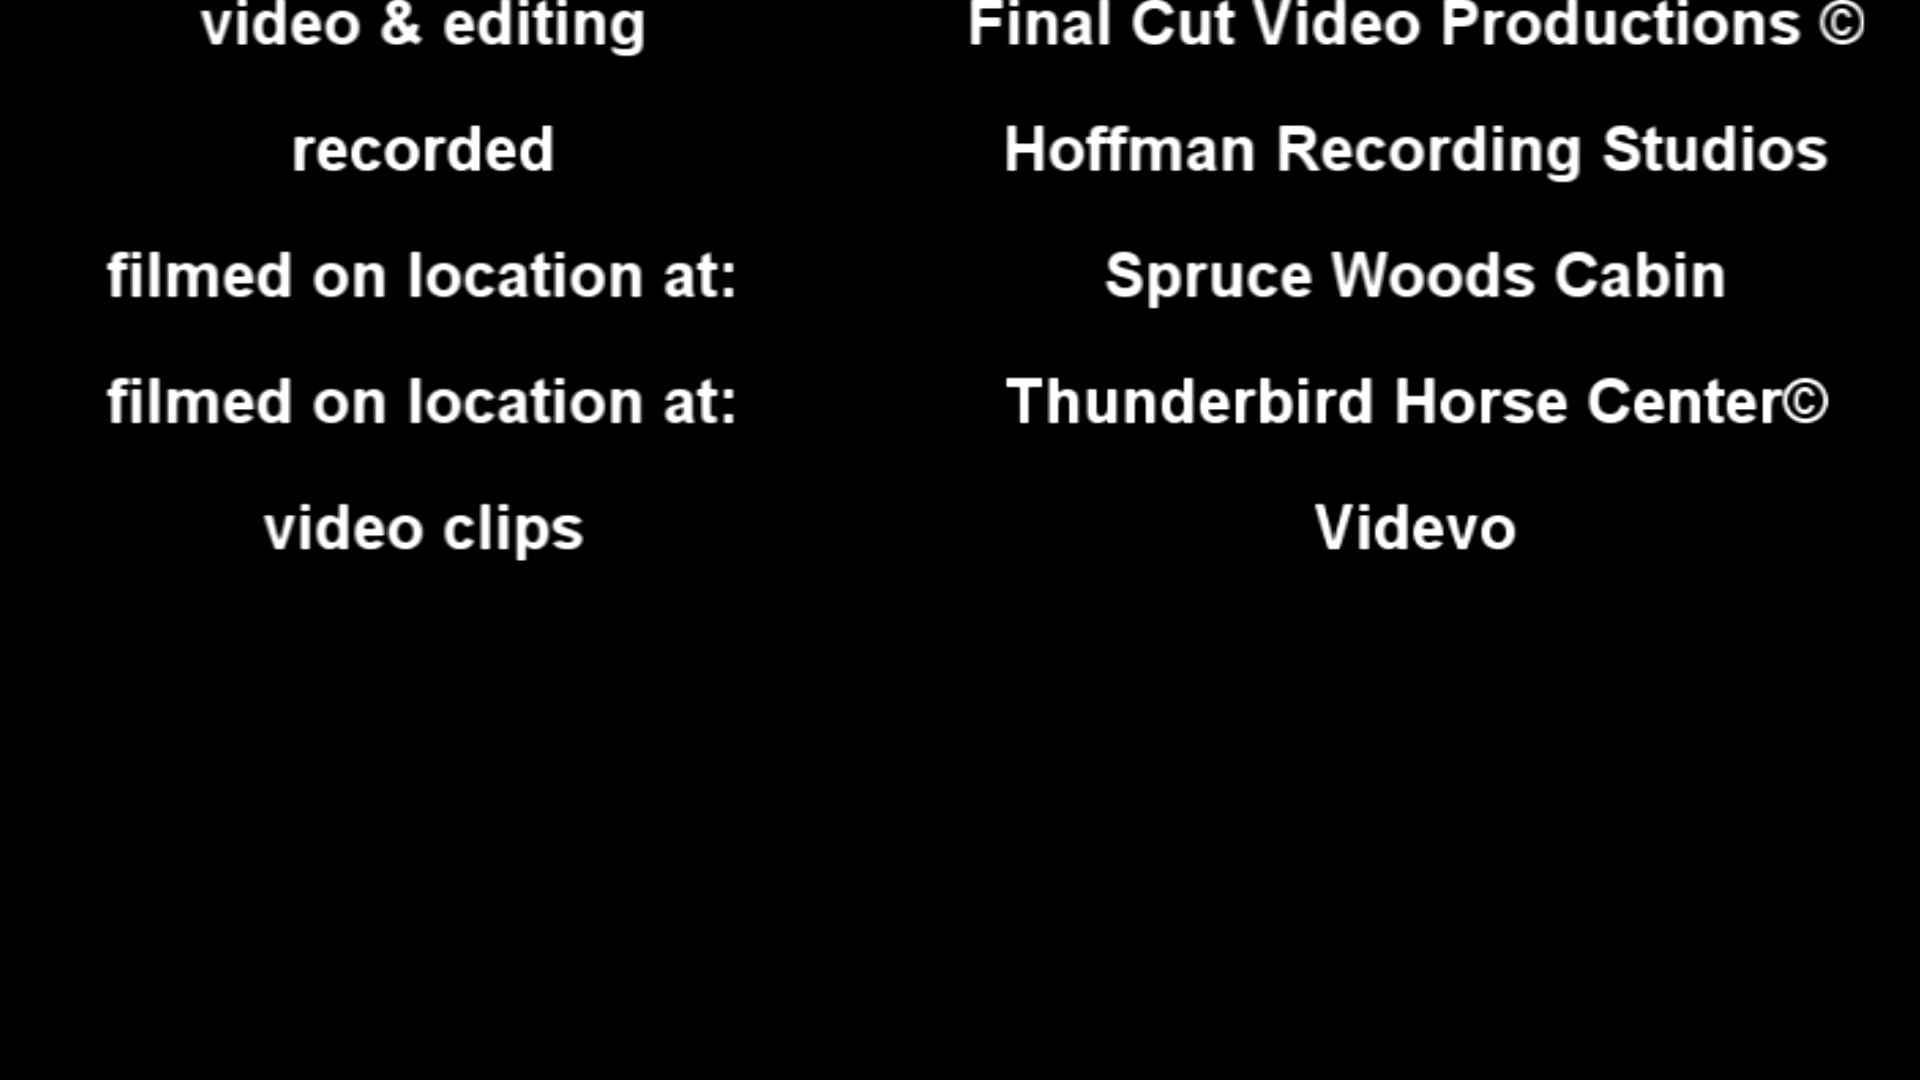 video & editing Final Cut Video Productions ©
recorded Hoffman Recording Studios
filmed on location at: Spruce Woods Cabin
filmed on location at: Thunderbird Horse Center©
video clips Videvo